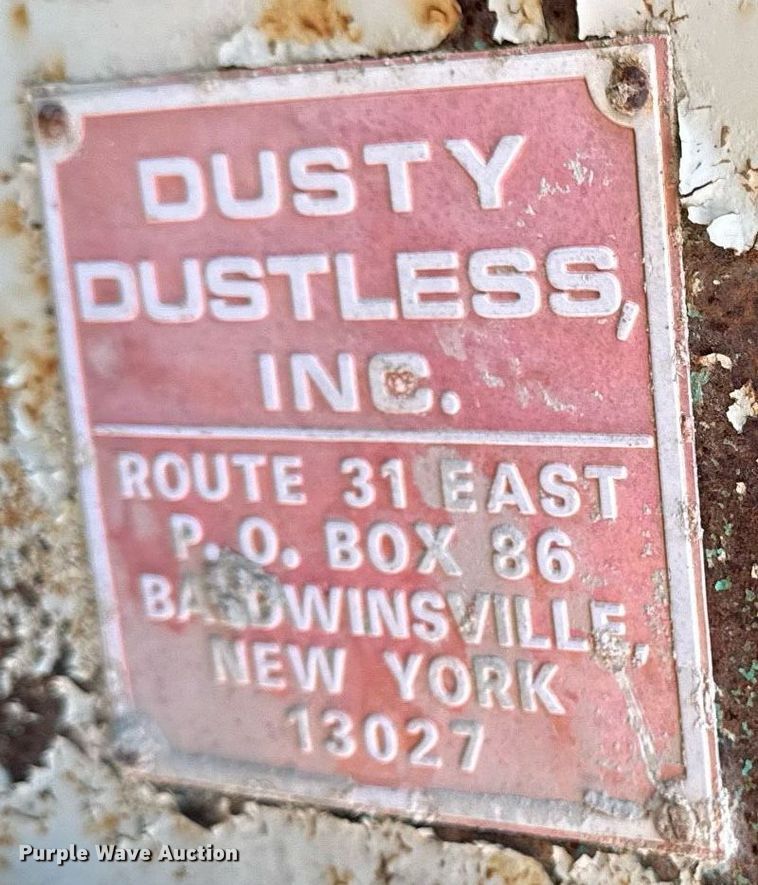 DUSTY
DUSTLESS,
INC.
ROUTE 31 EAST
P.O. BOX 86
BALDWINSVILLE,
NEW YORK
13027
Purple Wave Auction